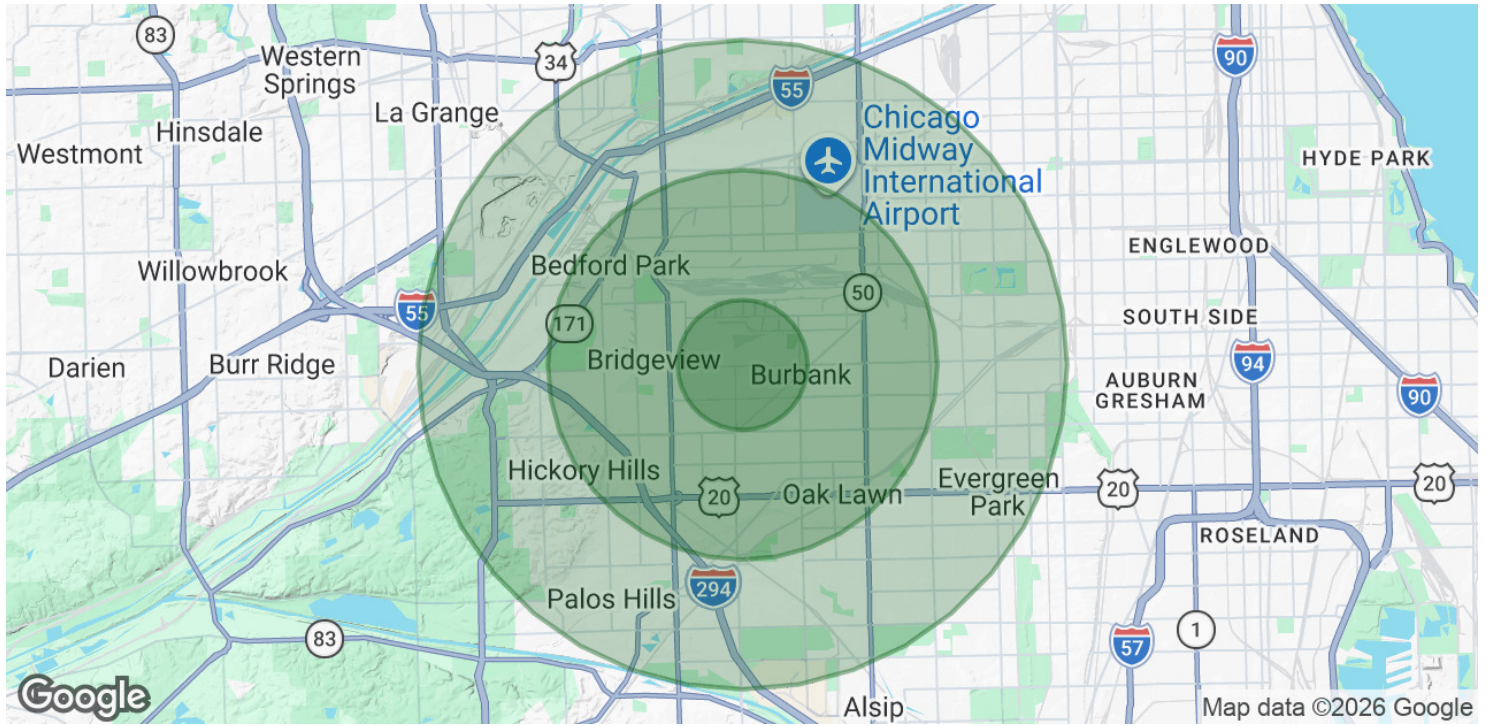 83
Western
Springs
34
55
90
La Grange
Hinsdale
Westmont
Chicago
Midway
International
Airport
HYDE PARK
ENGLEWOOD
Willowbrook
Bedford Park
50
55
171
SOUTH SIDE
Darien
Burr Ridge
Bridgeview
Burbank
94
AUBURN
GRESHAM
90
Hickory Hills
20
Oak Lawn
Evergreen
Park
20
20
ROSELAND
294
Palos Hills
83
57
1
Google
Alsip
Map data ©2026 Google